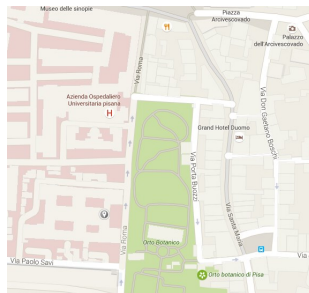 Museo delle sinopie
Piazza
Arcivescovado
Palazzo
dell'Arcivescovado
Via Roma
Azienda Ospedaliero
Universitaria pisana
H
Grand Hotel Duomo
Via Don Gaetano Boschi
Via Porta Buozzi
Via Santa Maria
Via Roma
Orto Botanico
Via Paolo Savi
Via
Orto botanico di Pisa